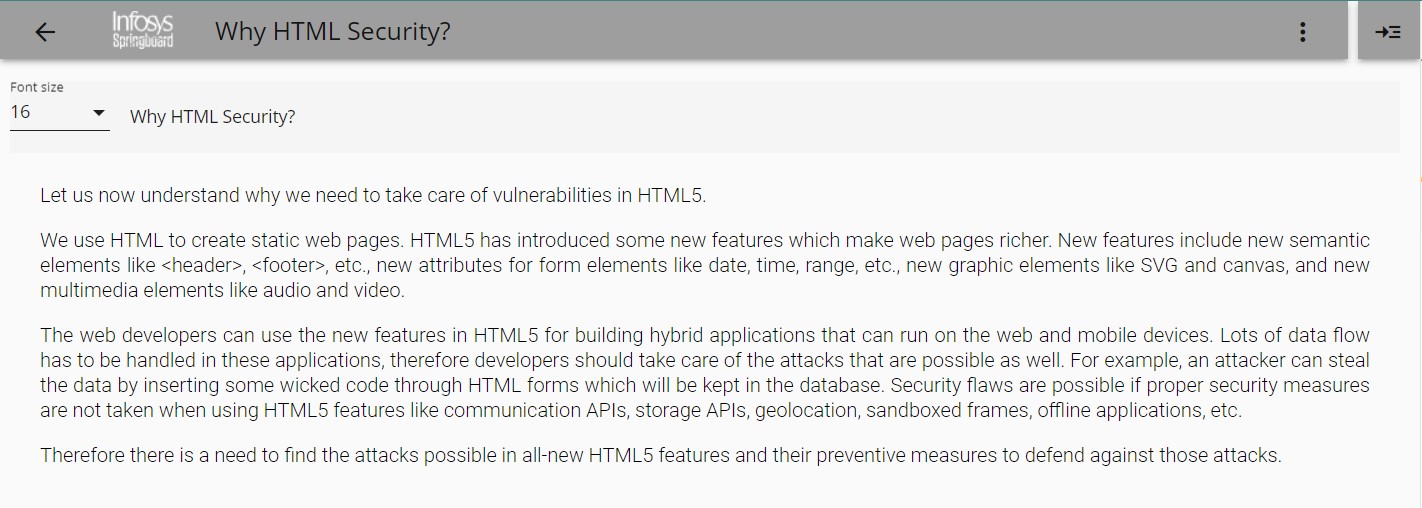 Infosys
Springboard
Why HTML Security?
Font size
16
Why HTML Security?
Let us now understand why we need to take care of vulnerabilities in HTML5.
We use HTML to create static web pages. HTML5 has introduced some new features which make web pages richer. New features include new semantic
elements like <header>, <footer>, etc., new attributes for form elements like date, time, range, etc., new graphic elements like SVG and canvas, and new
multimedia elements like audio and video.
The web developers can use the new features in HTML5 for building hybrid applications that can run on the web and mobile devices. Lots of data flow
has to be handled in these applications, therefore developers should take care of the attacks that are possible as well. For example, an attacker can steal
the data by inserting some wicked code through HTML forms which will be kept in the database. Security flaws are possible if proper security measures
are not taken when using HTML5 features like communication APIs, storage APIs, geolocation, sandboxed frames, offline applications, etc.
Therefore there is a need to find the attacks possible in all-new HTML5 features and their preventive measures to defend against those attacks.